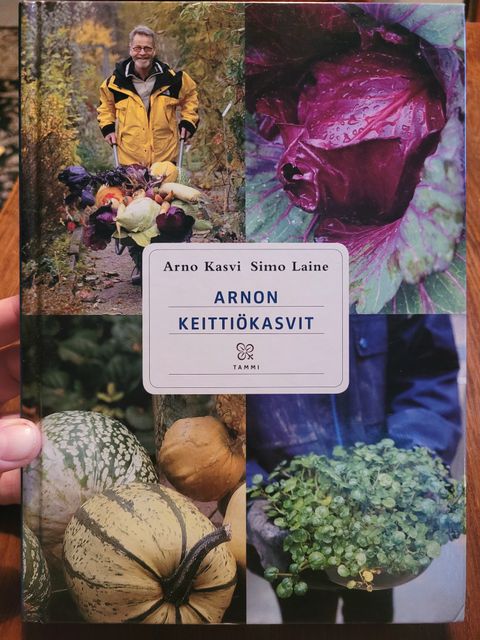 Arno Kasvi Simo Laine
ARNON
KEITTIÖKASVIT
TAMMI